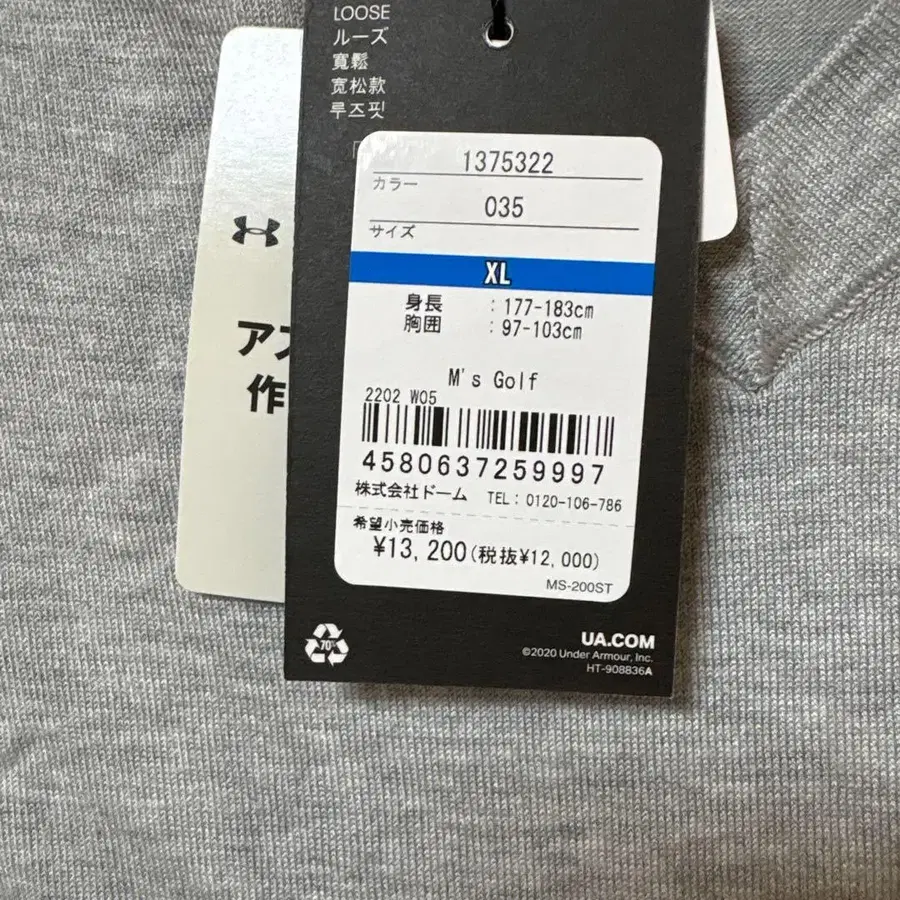 LOOSE
ルーズ
寬鬆
宽松款
루즈핏
1375322
カラー
035
サイズ
XL
身長 : 177-183cm
胸囲 : 97-103cm
M's Golf
2202 W05
4580637259997
株式会社ドーム TEL: 0120-106-786
希望小売価格
¥13,200(税抜¥12,000)
MS-200ST
70%
UA.COM
©2020 Under Armour, Inc.
HT-908836A
作